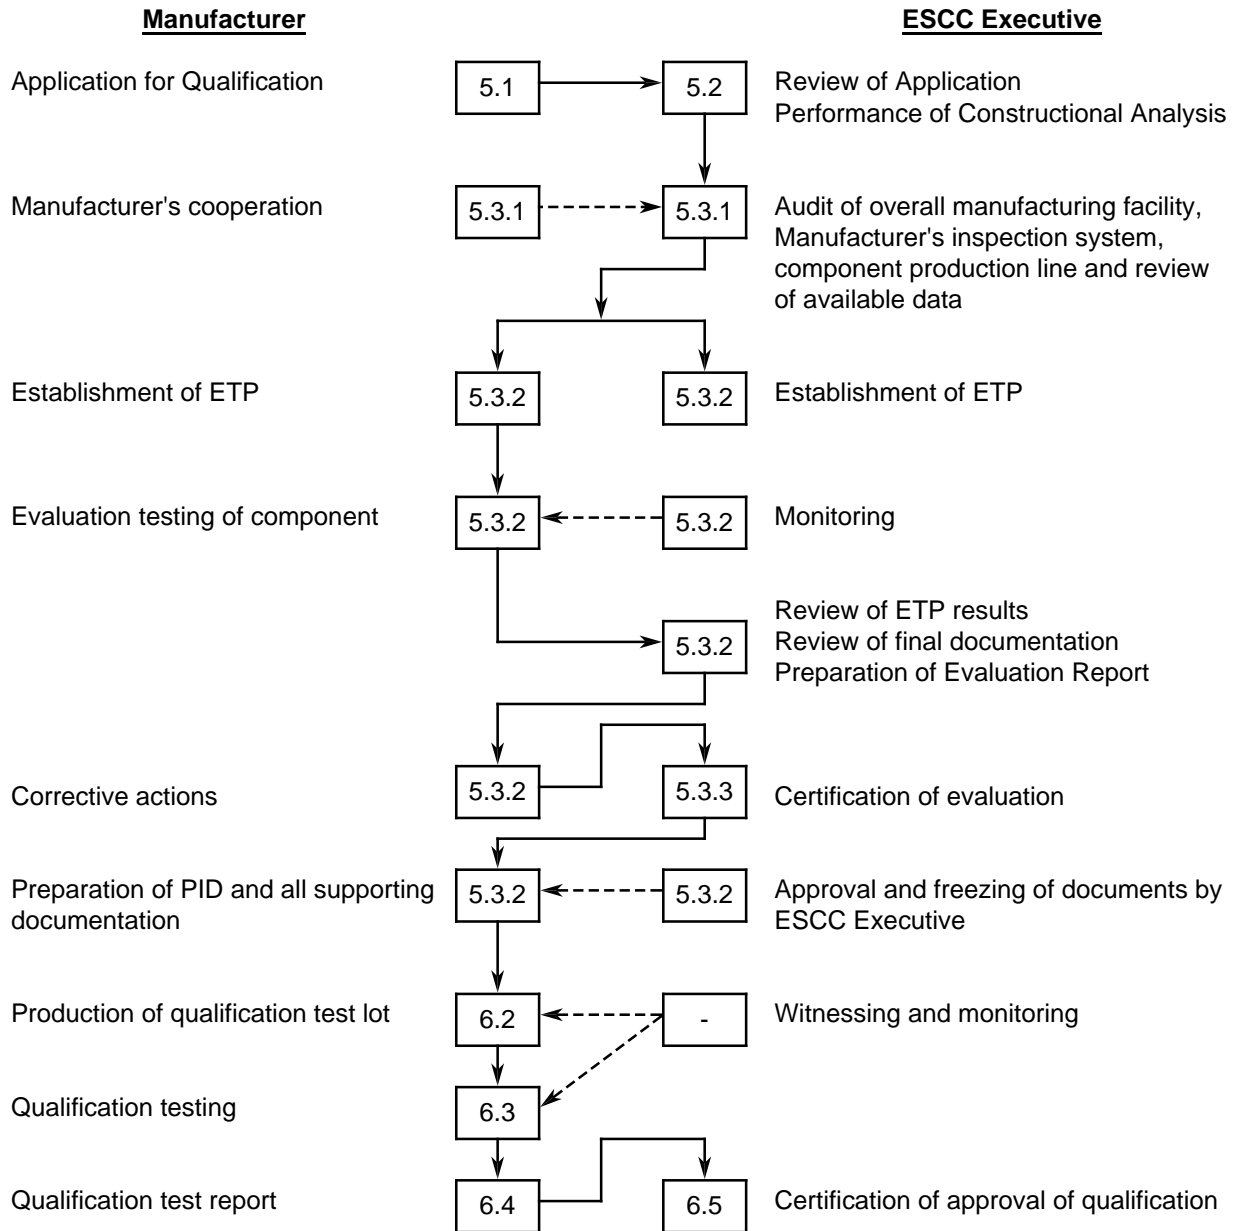 Manufacturer
ESCC Executive
Application for Qualification
5.1
5.2
Review of Application
Performance of Constructional Analysis
Manufacturer's cooperation
5.3.1
5.3.1
Audit of overall manufacturing facility,
Manufacturer's inspection system,
component production line and review
of available data
Establishment of ETP
5.3.2
5.3.2
Establishment of ETP
Evaluation testing of component
5.3.2
5.3.2
Monitoring
5.3.2
Review of ETP results
Review of final documentation
Preparation of Evaluation Report
Corrective actions
5.3.2
5.3.3
Certification of evaluation
Preparation of PID and all supporting
documentation
5.3.2
5.3.2
Approval and freezing of documents by
ESCC Executive
Production of qualification test lot
6.2
-
Witnessing and monitoring
Qualification testing
6.3
Qualification test report
6.4
6.5
Certification of approval of qualification